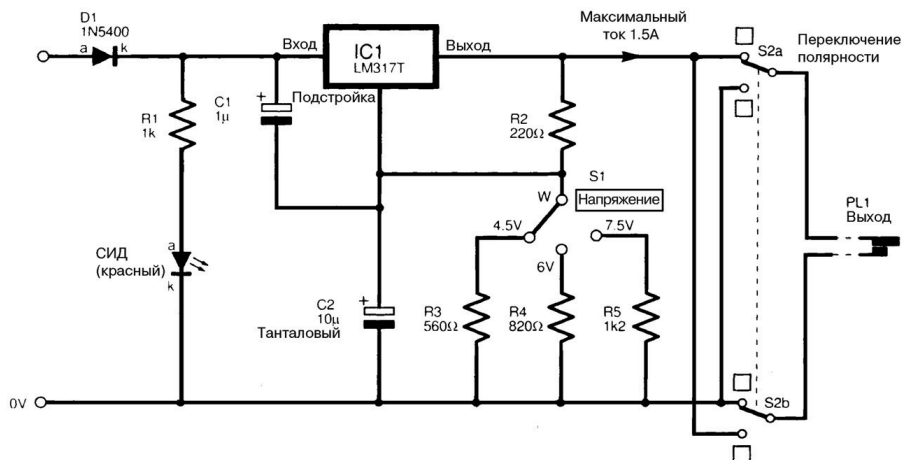 D1
1N5400
a
k
Вход
IC1
LM317T
Выход
Подстройка
Максимальный
ток 1.5A
S2a
Переключение
полярности
R1
1k
C1
1μ
+
R2
220Ω
S1
W
Напряжение
4.5V
7.5V
6V
PL1
Выход
СИД
(красный)
a
k
C2
10μ
Танталовый
+
R3
560Ω
R4
820Ω
R5
1k2
0V
S2b